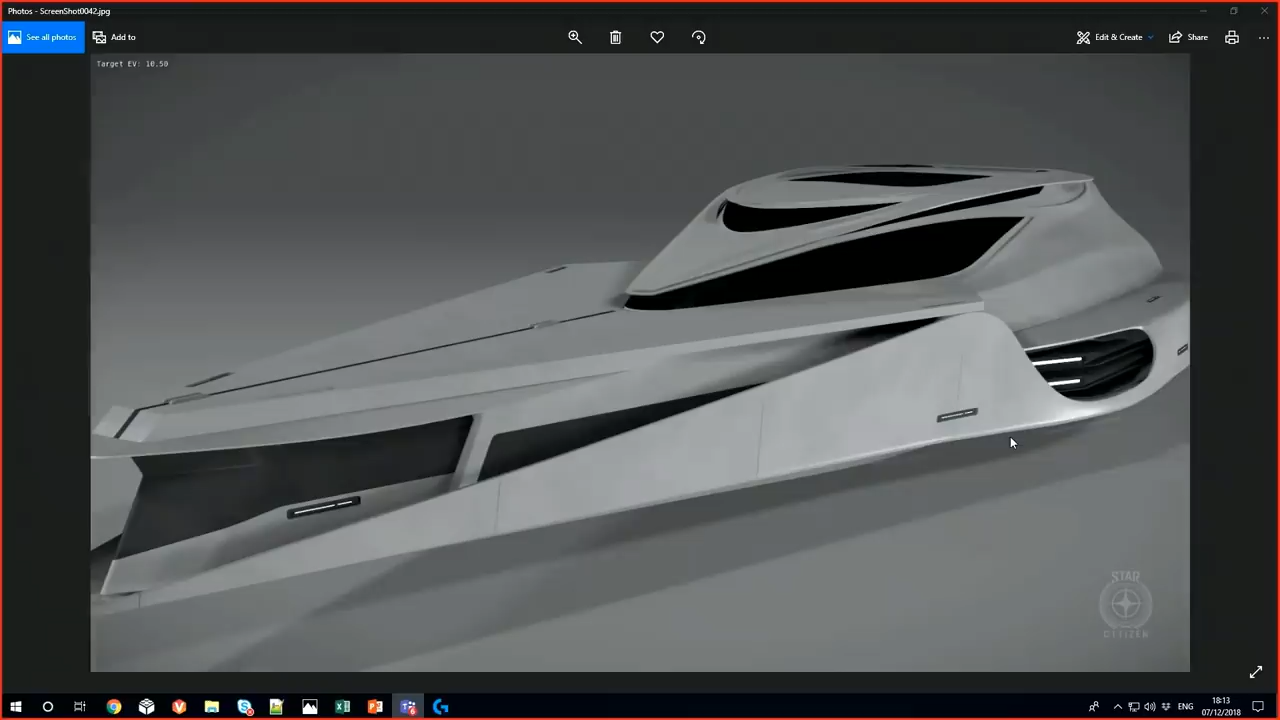 Photos - ScreenShot0042.jpg
See all photos
Add to
Edit & Create
Share
Target EV: 10.50
STAR
CITIZEN
ENG
18:13
07/12/2018